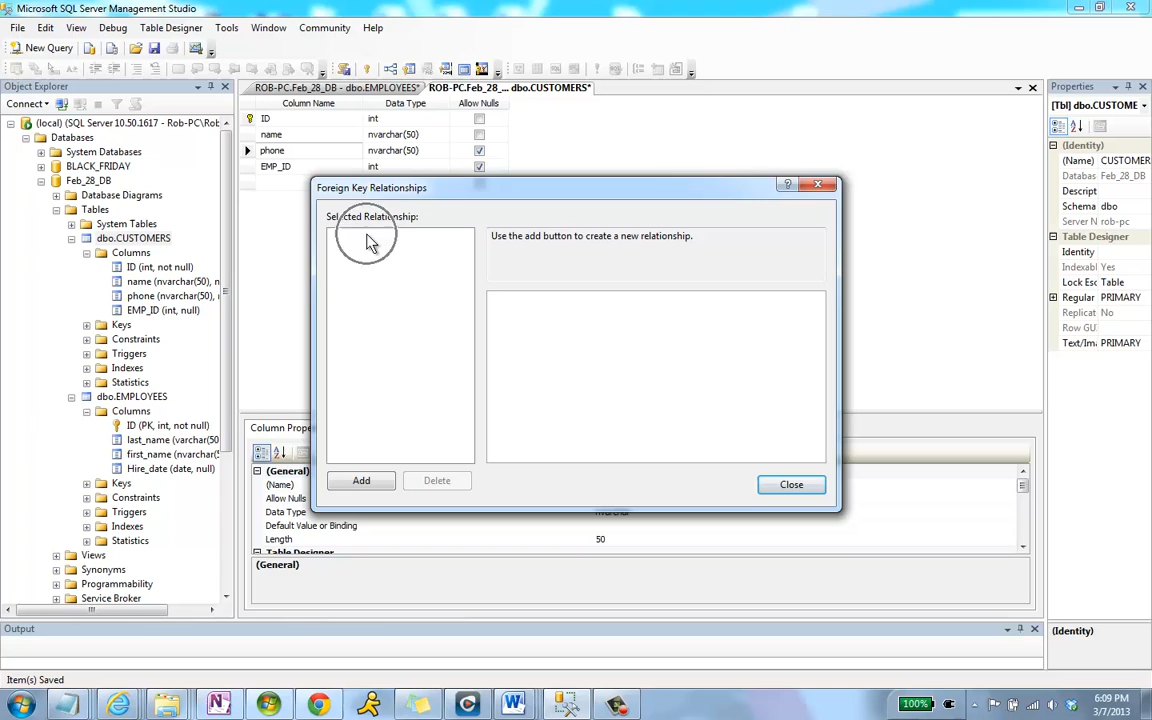 Microsoft SQL Server Management Studio
File Edit View Debug Table Designer Tools Window Community Help
New Query
Object Explorer
Connect
(local) (SQL Server 10.50.1617 - Rob-PC\Rob
Databases
System Databases
BLACK_FRIDAY
Feb_28_DB
Database Diagrams
Tables
System Tables
dbo.CUSTOMERS
Columns
ID (int, not null)
name (nvarchar(50), n
phone (nvarchar(50),
EMP_ID (int, null)
Keys
Constraints
Triggers
Indexes
Statistics
dbo.EMPLOYEES
Columns
ID (PK, int, not null)
last_name (varchar(50
first_name (nvarchar(5
Hire_date (date, null)
Keys
Constraints
Triggers
Indexes
Statistics
Views
Synonyms
Programmability
Service Broker
ROB-PC.Feb_28_DB - dbo.EMPLOYEES* ROB-PC.Feb_28_... dbo.CUSTOMERS*
Column Name Data Type Allow Nulls
ID int
name nvarchar(50)
phone nvarchar(50)
EMP_ID int
Foreign Key Relationships
Selected Relationship:
Use the add button to create a new relationship.
Add Delete Close
Column Prope
(General)
(Name)
Allow Nulls
Data Type
Default Value or Binding
Length 50
Table Designer
(General)
Properties
[Tbl] dbo.CUSTOME
(Identity)
(Name) CUSTOMER
Databas Feb_28_DB
Descript
Schema dbo
Server N rob-pc
Table Designer
Identity
Indexabl Yes
Lock Esc Table
Regular PRIMARY
Replicat No
Row GU
Text/Ima PRIMARY
(Identity)
Output
Item(s) Saved
100%
6:09 PM
3/7/2013